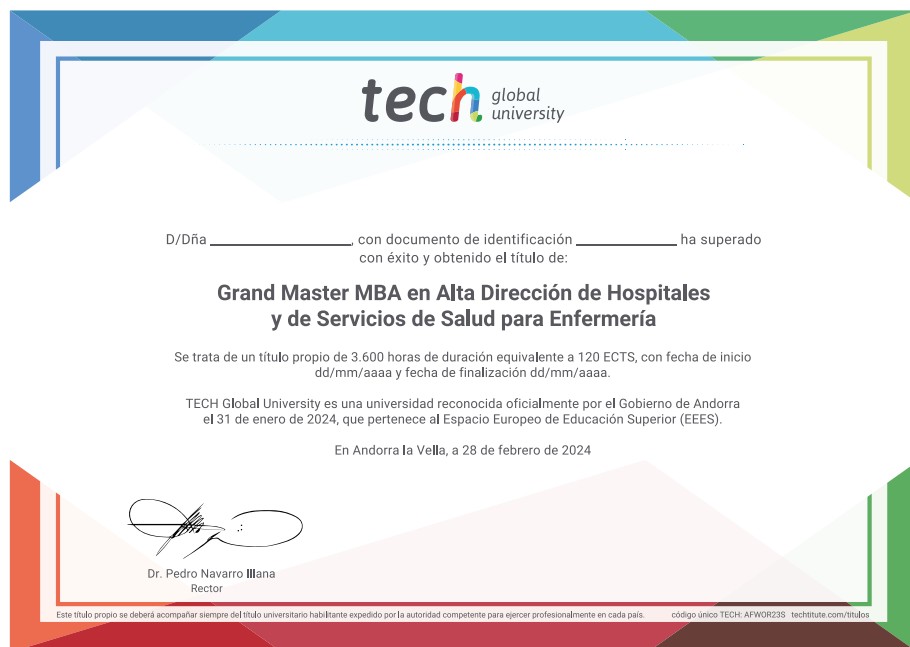 tech global university
D/Dña ____________________, con documento de identificación ______________ ha superado
con éxito y obtenido el título de:
Grand Master MBA en Alta Dirección de Hospitales
y de Servicios de Salud para Enfermería
Se trata de un título propio de 3.600 horas de duración equivalente a 120 ECTS, con fecha de inicio
dd/mm/aaaa y fecha de finalización dd/mm/aaaa.
TECH Global University es una universidad reconocida oficialmente por el Gobierno de Andorra
el 31 de enero de 2024, que pertenece al Espacio Europeo de Educación Superior (EEES).
En Andorra la Vella, a 28 de febrero de 2024
Dr. Pedro Navarro Illana
Rector
Este título propio se deberá acompañar siempre del título universitario habilitante expedido por la autoridad competente para ejercer profesionalmente en cada país. código único TECH: AFWOR23S techtitute.com/titulos